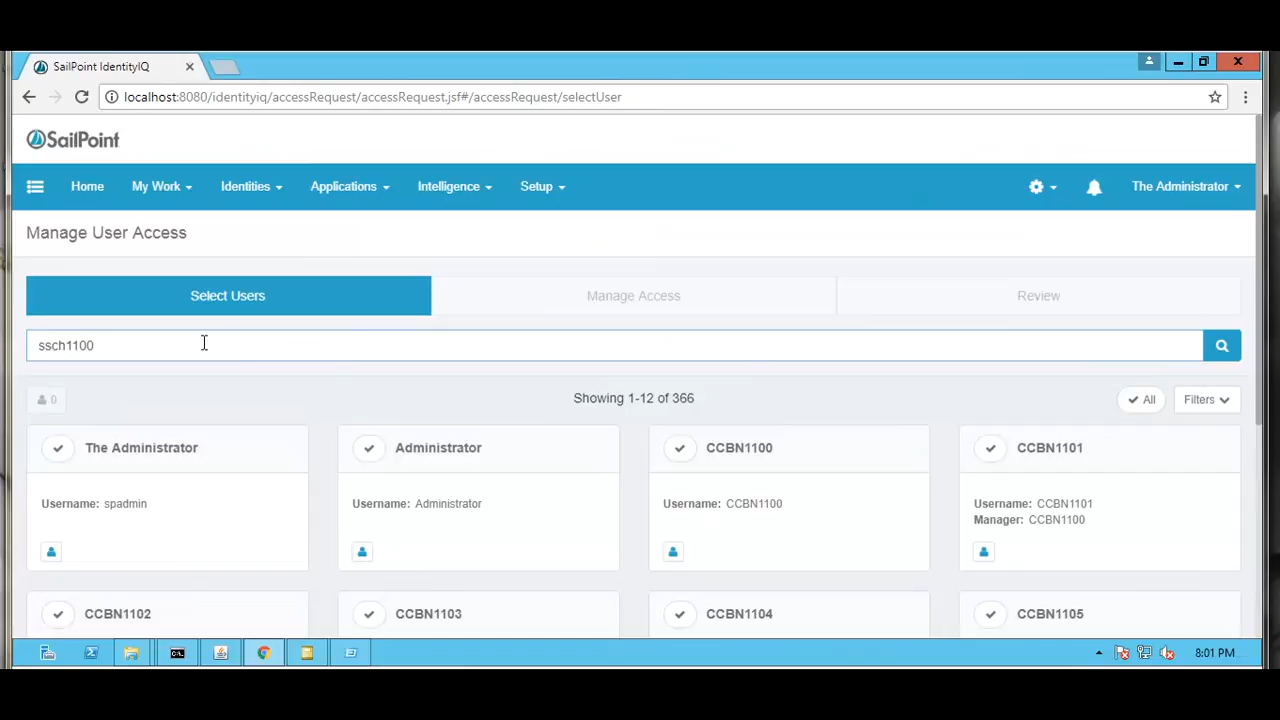 SailPoint IdentityIQ
localhost:8080/identityiq/accessRequest/accessRequest.jsf#/accessRequest/selectUser
SailPoint
Home My Work Identities Applications Intelligence Setup The Administrator
Manage User Access
Select Users Manage Access Review
ssch1100
0 Showing 1-12 of 366 All Filters
The Administrator Administrator CCBN1100 CCBN1101
Username: spadmin Username: Administrator Username: CCBN1100 Username: CCBN1101
Manager: CCBN1100
CCBN1102 CCBN1103 CCBN1104 CCBN1105
8:01 PM